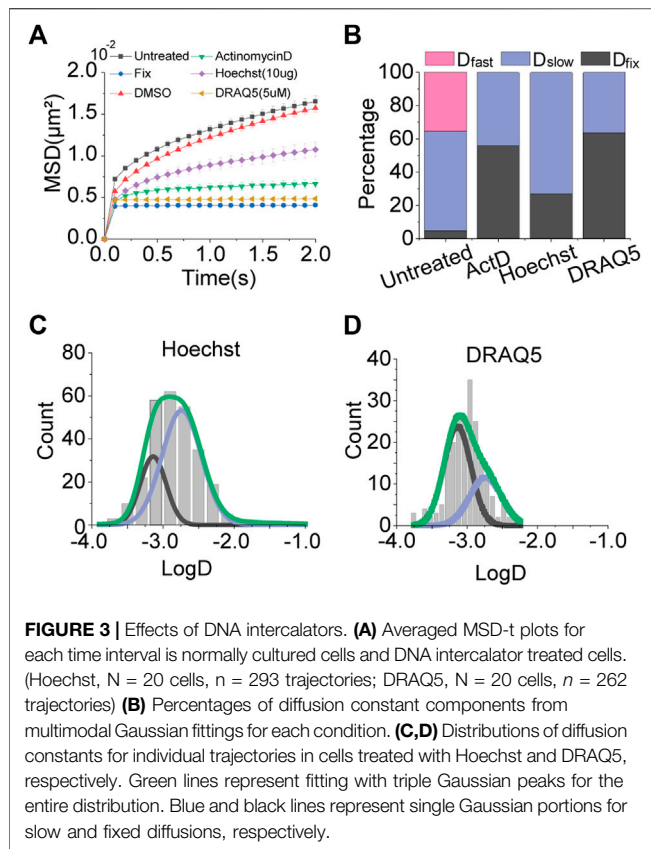 A
10⁻²
Untreated
Fix
DMSO
ActinomycinD
Hoechst(10ug)
DRAQ5(5uM)
MSD(μm²)
2.0
1.5
1.0
0.5
0.0
0.0 0.5 1.0 1.5 2.0
Time(s)
B
Dfast Dslow Dfix
Percentage
100
80
60
40
20
0
Untreated ActD Hoechst DRAQ5
C
Hoechst
Count
80
60
40
20
0
-4.0 -3.0 -2.0 -1.0
LogD
D
DRAQ5
Count
40
30
20
10
0
-4.0 -3.0 -2.0 -1.0
LogD
FIGURE 3 | Effects of DNA intercalators. (A) Averaged MSD-t plots for
each time interval is normally cultured cells and DNA intercalator treated cells.
(Hoechst, N = 20 cells, n = 293 trajectories; DRAQ5, N = 20 cells, n = 262
trajectories) (B) Percentages of diffusion constant components from
multimodal Gaussian fittings for each condition. (C,D) Distributions of diffusion
constants for individual trajectories in cells treated with Hoechst and DRAQ5,
respectively. Green lines represent fitting with triple Gaussian peaks for the
entire distribution. Blue and black lines represent single Gaussian portions for
slow and fixed diffusions, respectively.